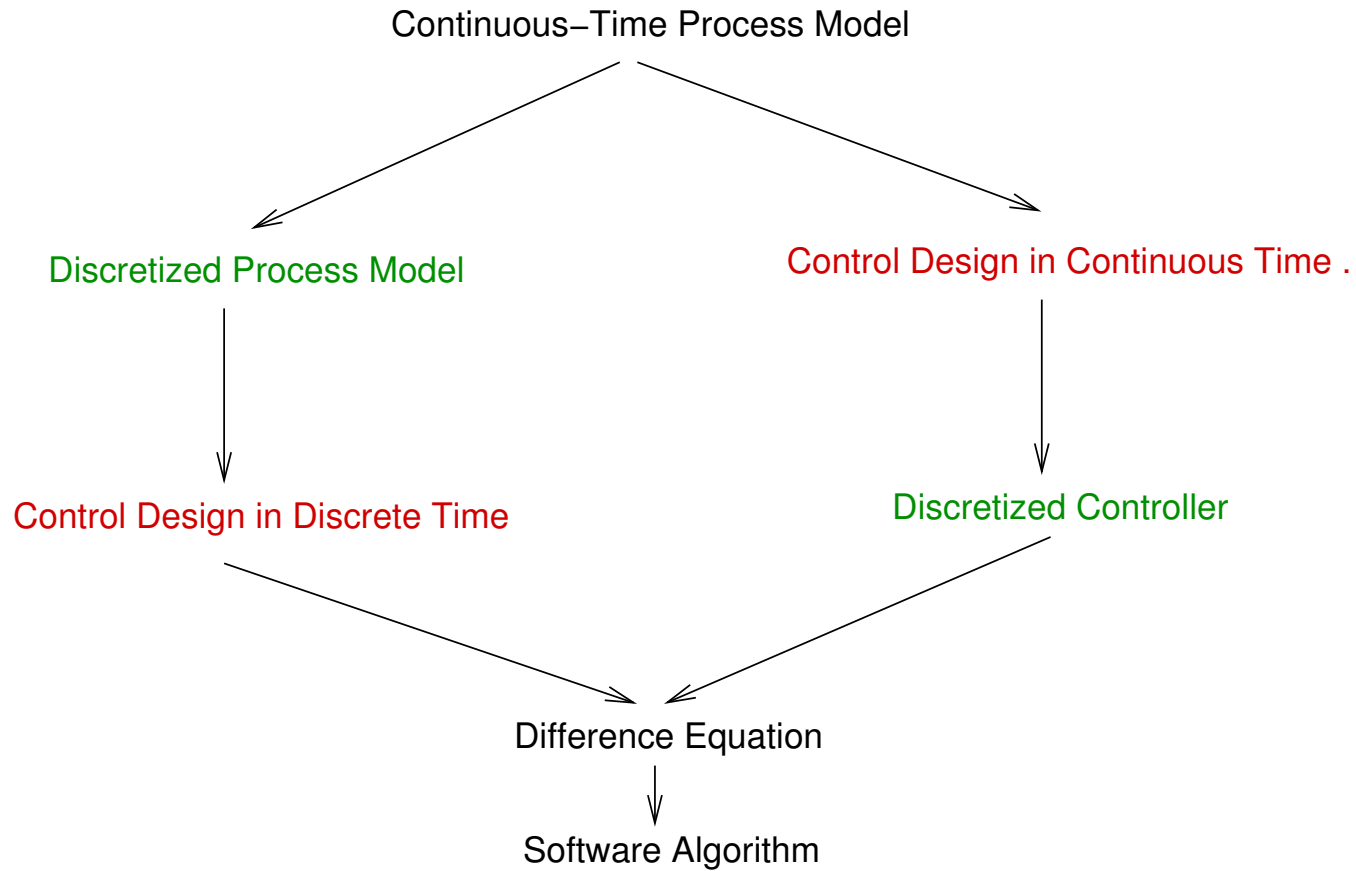 Continuous−Time Process Model
Discretized Process Model
Control Design in Continuous Time .
Control Design in Discrete Time
Discretized Controller
Difference Equation
Software Algorithm